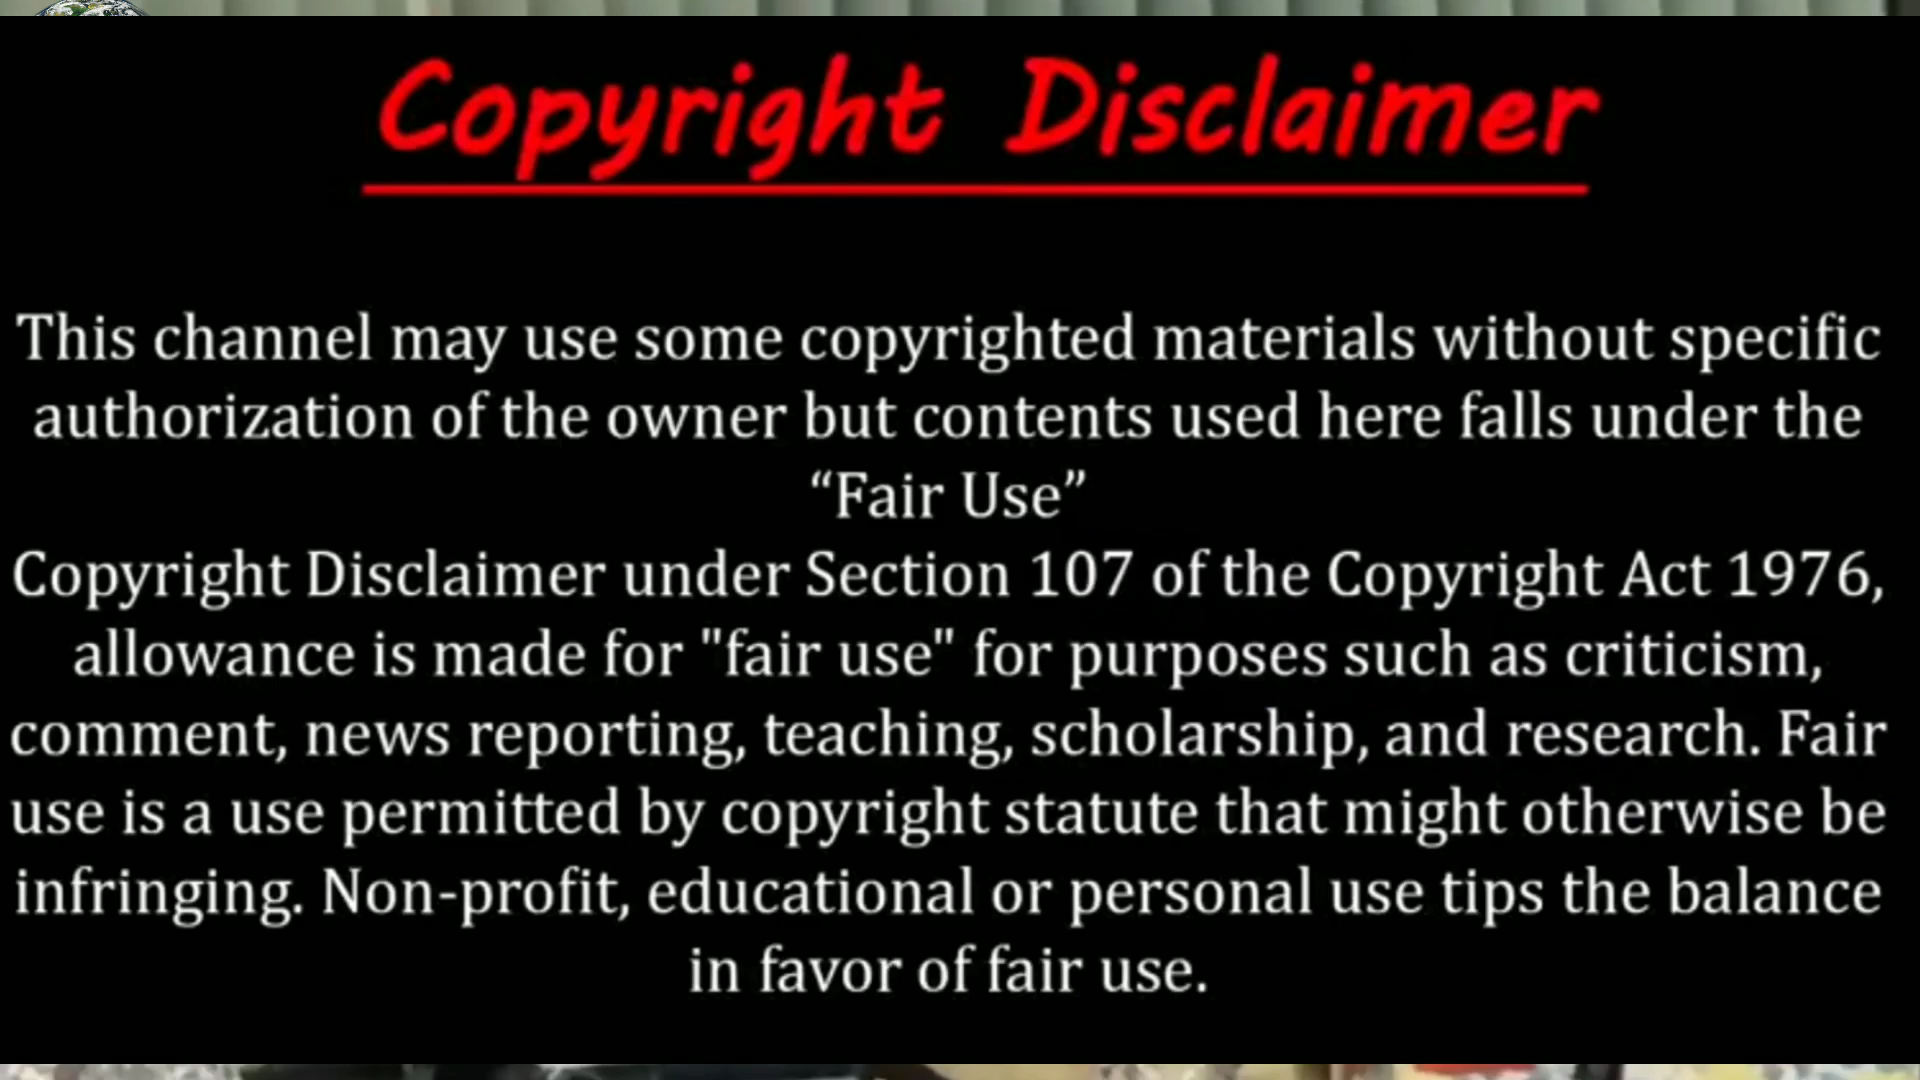 Copyright Disclaimer
This channel may use some copyrighted materials without specific
authorization of the owner but contents used here falls under the
“Fair Use”
Copyright Disclaimer under Section 107 of the Copyright Act 1976,
allowance is made for "fair use" for purposes such as criticism,
comment, news reporting, teaching, scholarship, and research. Fair
use is a use permitted by copyright statute that might otherwise be
infringing. Non-profit, educational or personal use tips the balance
in favor of fair use.